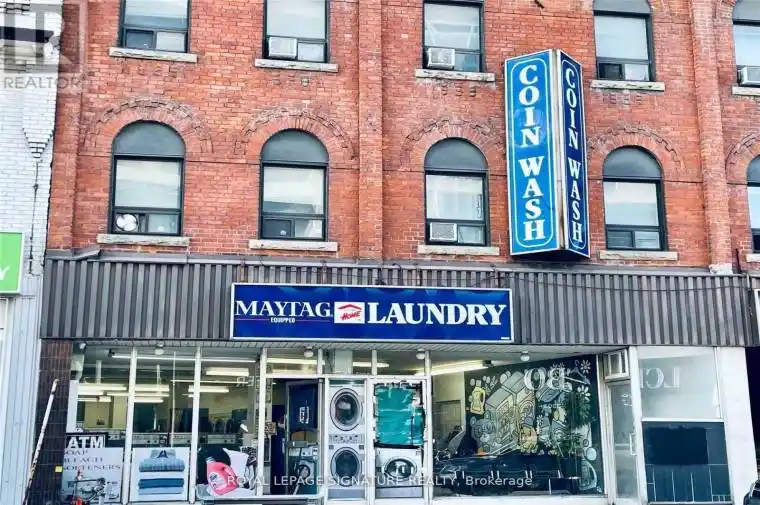 REALTOR
COIN WASH
COIN WASH
MAYTAG
EQUIPPED
HOME
LAUNDRY
ATM
SOAP
BLEACH
SOFTENERS
ROYAL LEPAGE SIGNATURE REALTY, Brokerage